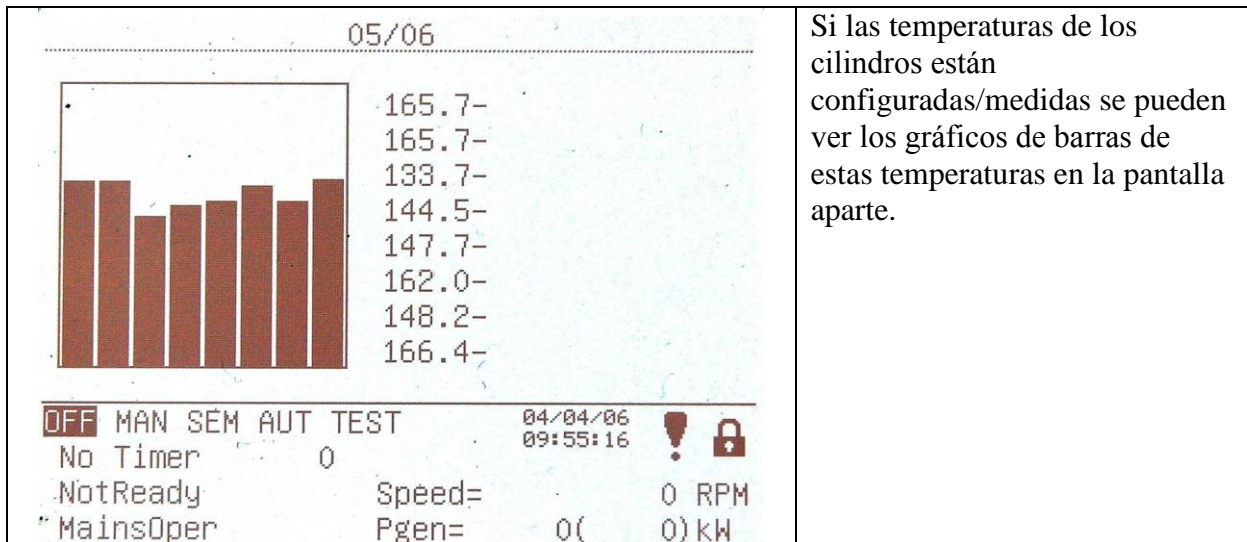 05/06
165.7-
165.7-
133.7-
144.5-
147.7-
162.0-
148.2-
166.4-
OFF MAN SEM AUT TEST 04/04/06
09:55:16
No Timer 0
NotReady Speed= 0 RPM
MainsOper Pgen= 0( 0)kW
Si las temperaturas de los
cilindros están
configuradas/medidas se pueden
ver los gráficos de barras de
estas temperaturas en la pantalla
aparte.